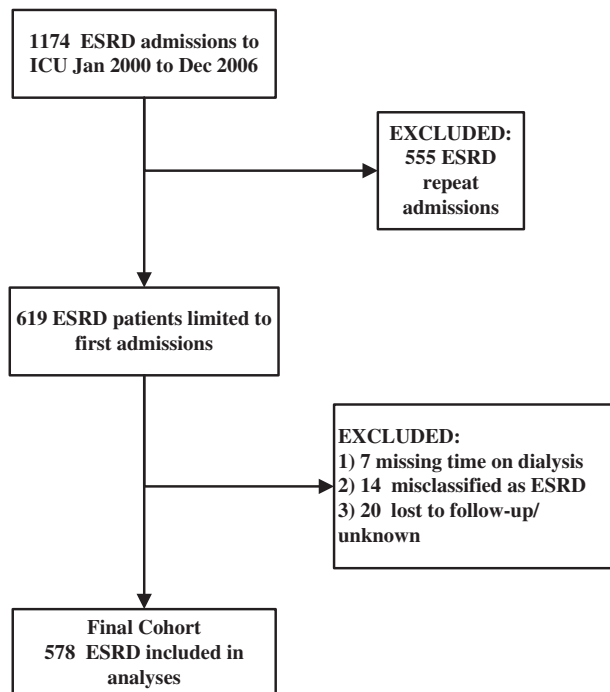 1174 ESRD admissions to
ICU Jan 2000 to Dec 2006
EXCLUDED:
555 ESRD
repeat
admissions
619 ESRD patients limited to
first admissions
EXCLUDED:
1) 7 missing time on dialysis
2) 14 misclassified as ESRD
3) 20 lost to follow-up/
unknown
Final Cohort
578 ESRD included in
analyses